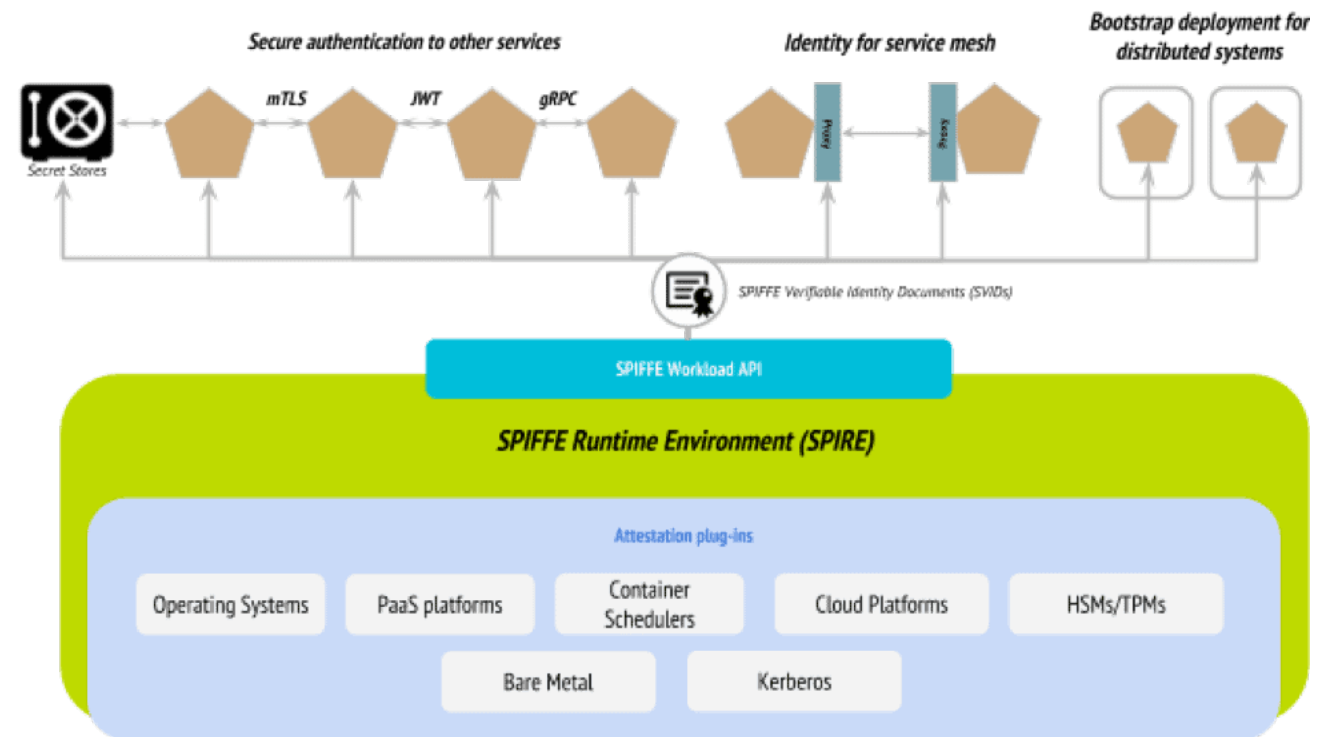 Secure authentication to other services
Identity for service mesh
Bootstrap deployment for
distributed systems
mTLS
JWT
gRPC
Proxy
Proxy
Secret Stores
SPIFFE Verifiable Identity Documents (SVIDs)
SPIFFE Workload API
SPIFFE Runtime Environment (SPIRE)
Attestation plug-ins
Operating Systems
PaaS platforms
Container
Schedulers
Cloud Platforms
HSMs/TPMs
Bare Metal
Kerberos